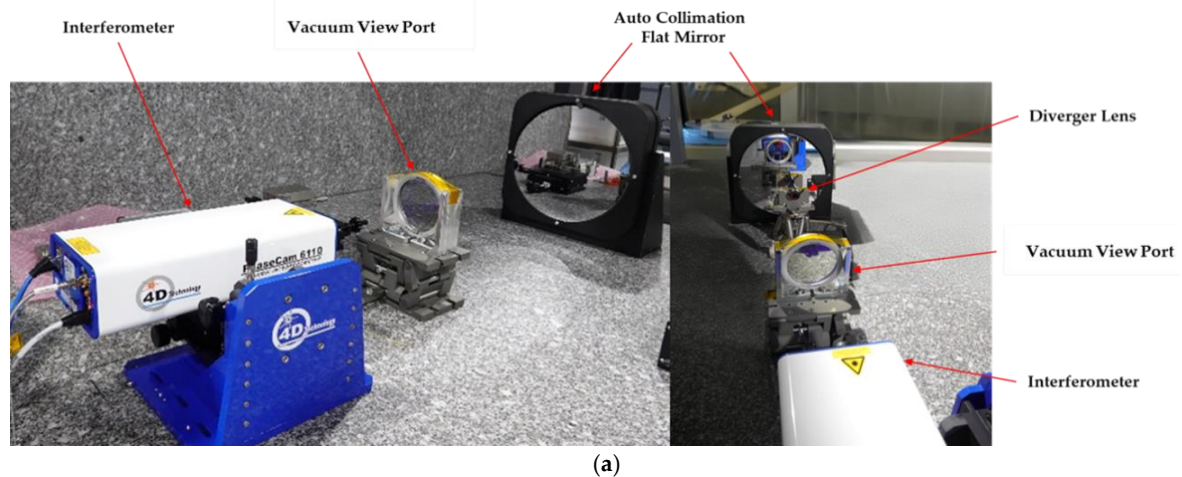 Interferometer
Vacuum View Port
Auto Collimation
Flat Mirror
Diverger Lens
Vacuum View Port
Interferometer
PhaseCam 6110
4D Technology
4D Technology
(a)